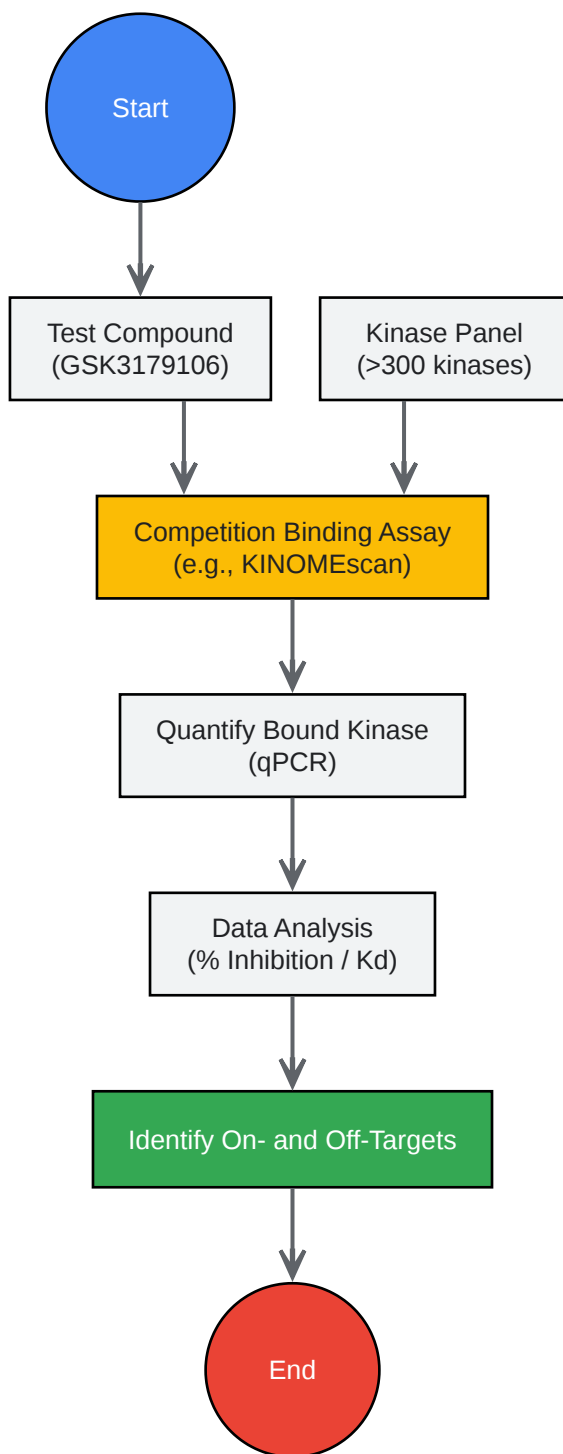 Start
Test Compound
(GSK3179106)
Kinase Panel
(>300 kinases)
Competition Binding Assay
(e.g., KINOMEscan)
Quantify Bound Kinase
(qPCR)
Data Analysis
(% Inhibition / Kd)
Identify On- and Off-Targets
End